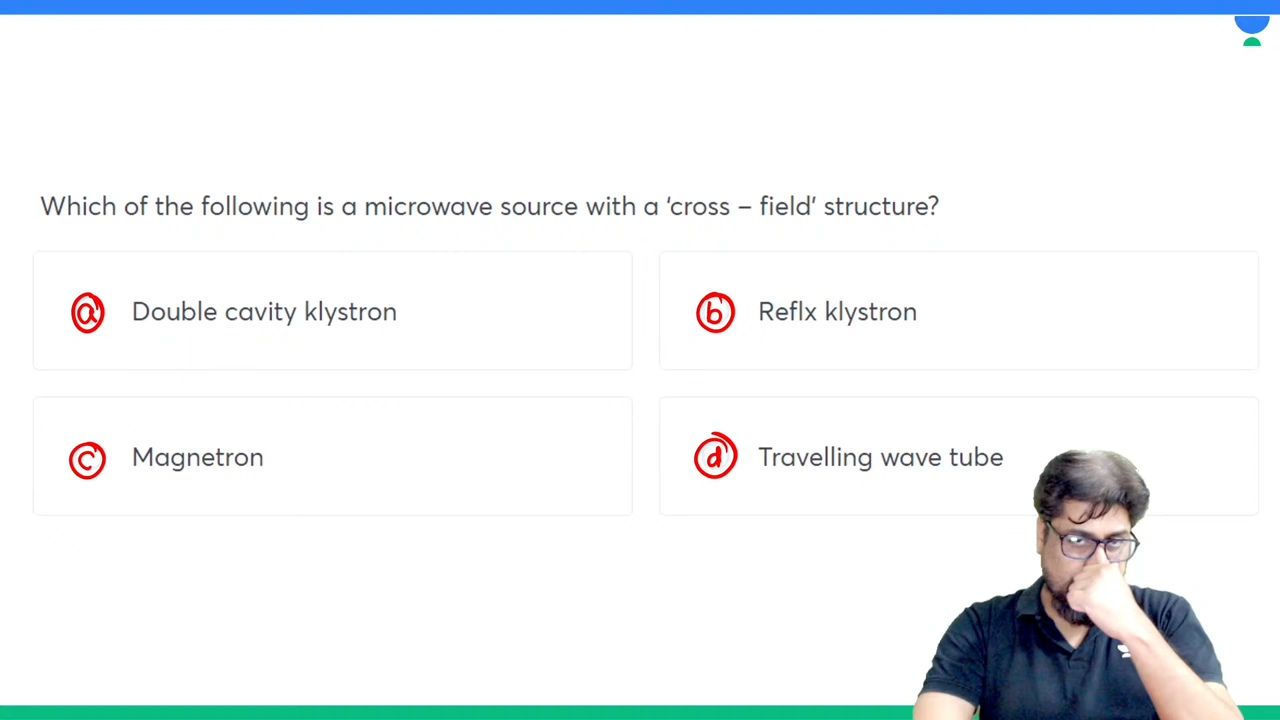 Which of the following is a microwave source with a ‘cross – field’ structure?
a Double cavity klystron
b Reflx klystron
c Magnetron
d Travelling wave tube